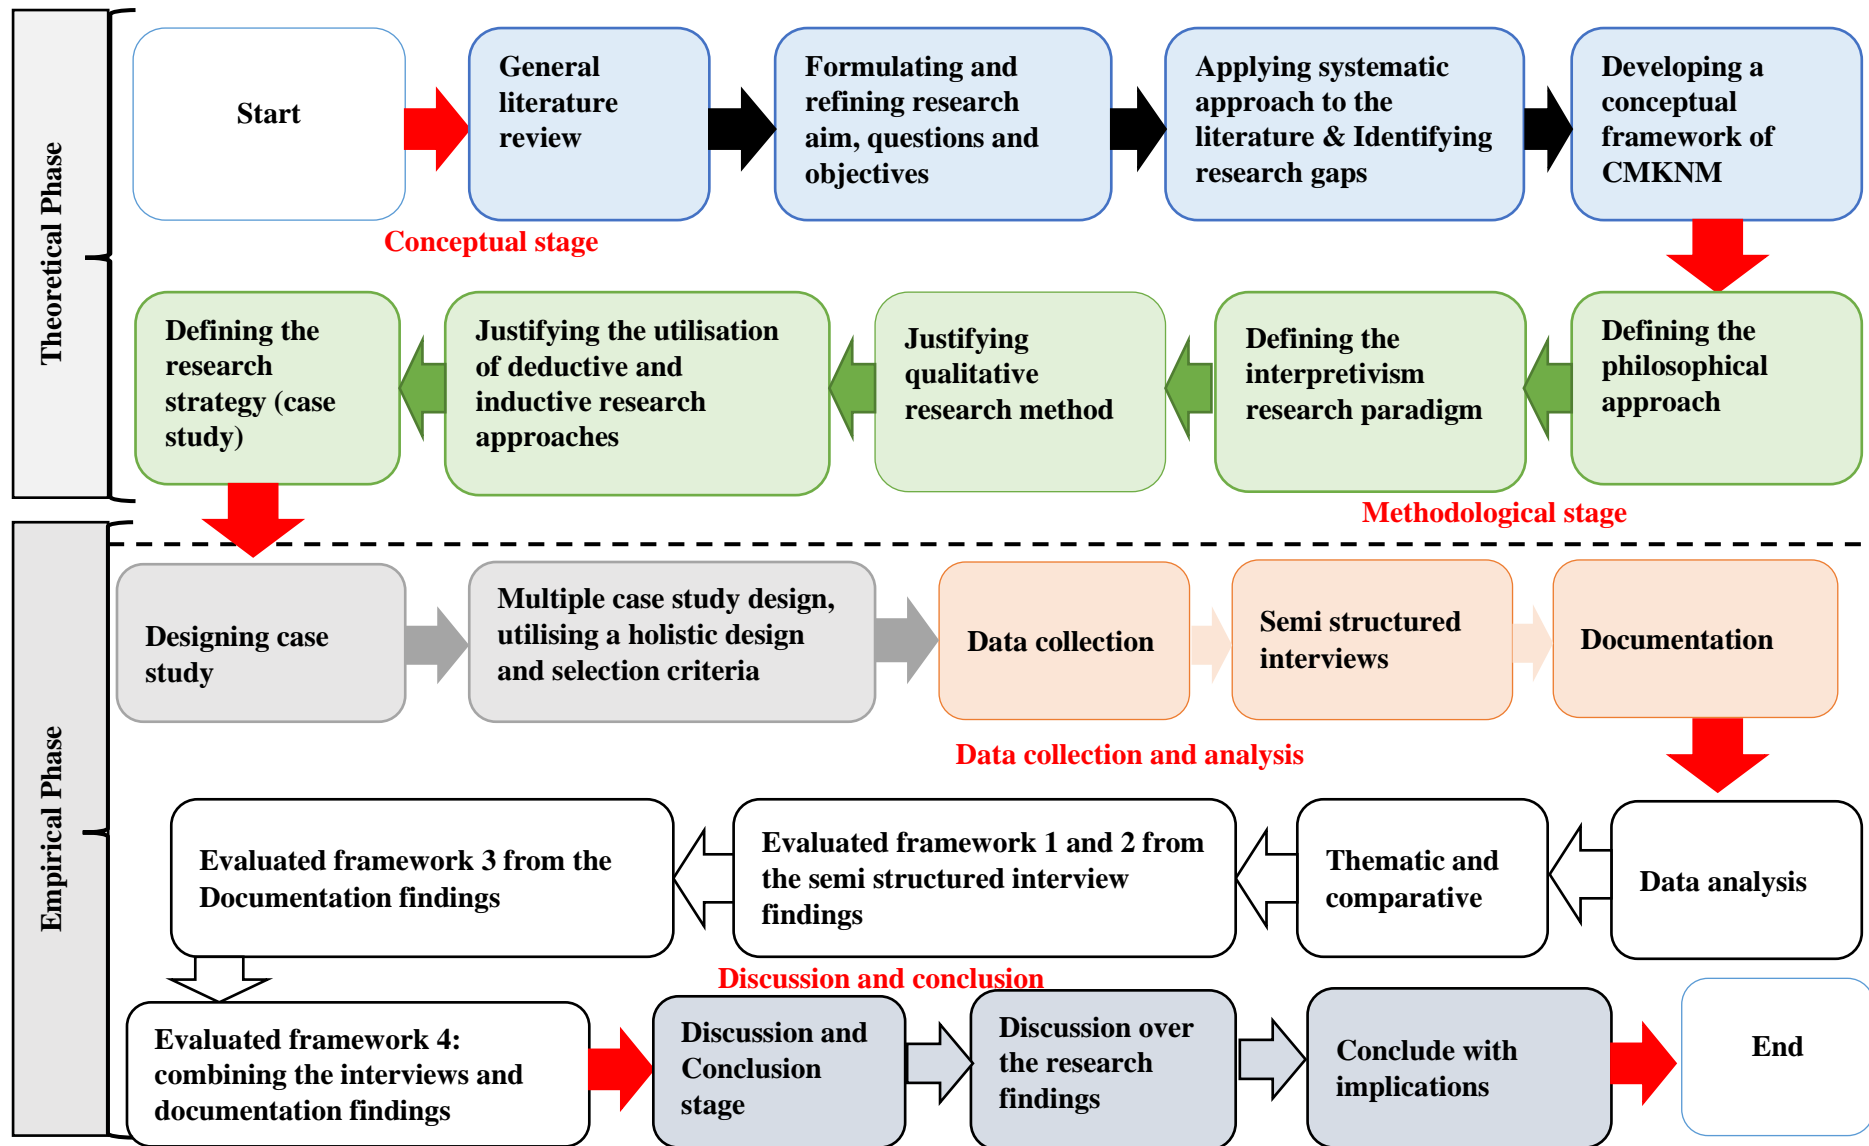 Theoretical Phase
Start
General
literature
review
Formulating and
refining research
aim, questions and
objectives
Applying systematic
approach to the
literature & Identifying
research gaps
Developing a
conceptual
framework of
CMKNM
Conceptual stage
Defining the
research
strategy (case
study)
Justifying the utilisation
of deductive and
inductive research
approaches
Justifying
qualitative
research method
Defining the
interpretivism
research paradigm
Defining the
philosophical
approach
Methodological stage
Empirical Phase
Designing case
study
Multiple case study design,
utilising a holistic design
and selection criteria
Data collection
Semi structured
interviews
Documentation
Data collection and analysis
Evaluated framework 3 from the
Documentation findings
Evaluated framework 1 and 2 from
the semi structured interview
findings
Thematic and
comparative
Data analysis
Discussion and conclusion
Evaluated framework 4:
combining the interviews and
documentation findings
Discussion and
Conclusion
stage
Discussion over
the research
findings
Conclude with
implications
End